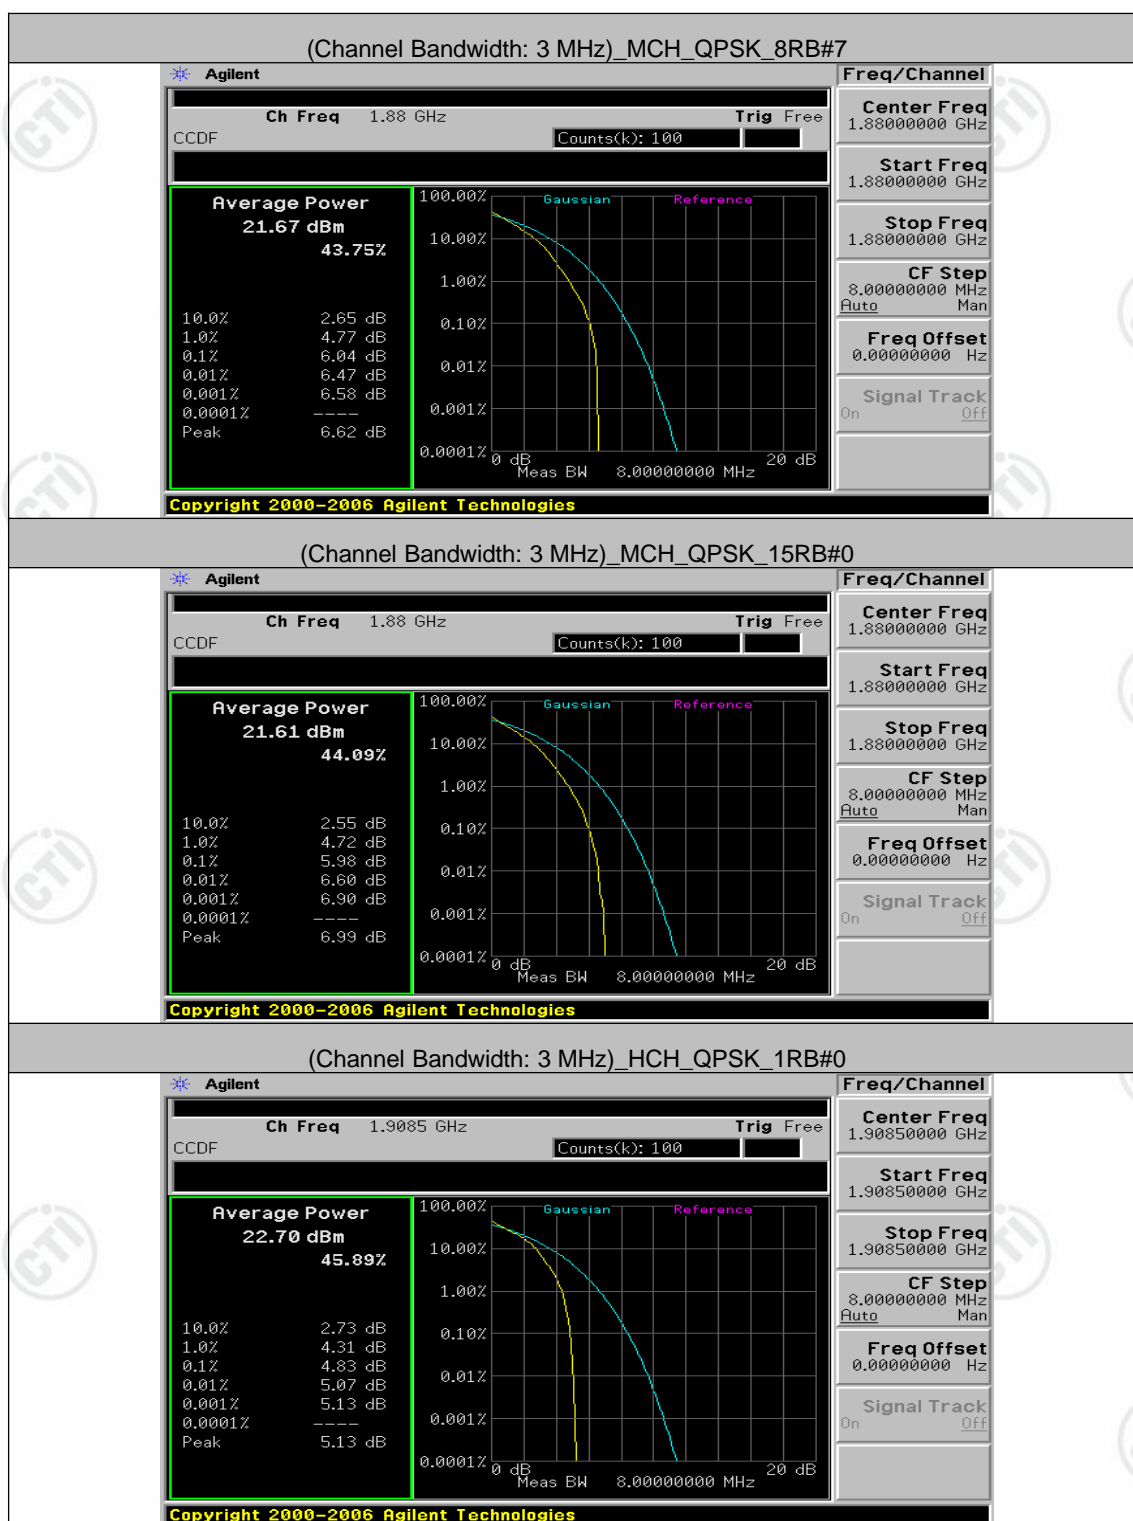 (Channel Bandwidth: 3 MHz)_MCH_QPSK_8RB#7
Agilent
Freq/Channel
Ch Freq 1.88 GHz Trig Free
CCDF Counts(k): 100
Average Power
21.67 dBm
43.75%
10.0% 2.65 dB
1.0% 4.77 dB
0.1% 6.04 dB
0.01% 6.47 dB
0.001% 6.58 dB
0.0001% ----
Peak 6.62 dB
100.00%
10.00%
1.00%
0.10%
0.01%
0.001%
0.0001%
Gaussian Reference
0 dB 20 dB
Meas BW 8.00000000 MHz
Center Freq
1.88000000 GHz
Start Freq
1.88000000 GHz
Stop Freq
1.88000000 GHz
CF Step
8.00000000 MHz
Auto Man
Freq Offset
0.00000000 Hz
Signal Track
On Off
Copyright 2000-2006 Agilent Technologies
(Channel Bandwidth: 3 MHz)_MCH_QPSK_15RB#0
Agilent
Freq/Channel
Ch Freq 1.88 GHz Trig Free
CCDF Counts(k): 100
Average Power
21.61 dBm
44.09%
10.0% 2.55 dB
1.0% 4.72 dB
0.1% 5.98 dB
0.01% 6.60 dB
0.001% 6.90 dB
0.0001% ----
Peak 6.99 dB
100.00%
10.00%
1.00%
0.10%
0.01%
0.001%
0.0001%
Gaussian Reference
0 dB 20 dB
Meas BW 8.00000000 MHz
Center Freq
1.88000000 GHz
Start Freq
1.88000000 GHz
Stop Freq
1.88000000 GHz
CF Step
8.00000000 MHz
Auto Man
Freq Offset
0.00000000 Hz
Signal Track
On Off
Copyright 2000-2006 Agilent Technologies
(Channel Bandwidth: 3 MHz)_HCH_QPSK_1RB#0
Agilent
Freq/Channel
Ch Freq 1.9085 GHz Trig Free
CCDF Counts(k): 100
Average Power
22.70 dBm
45.89%
10.0% 2.73 dB
1.0% 4.31 dB
0.1% 4.83 dB
0.01% 5.07 dB
0.001% 5.13 dB
0.0001% ----
Peak 5.13 dB
100.00%
10.00%
1.00%
0.10%
0.01%
0.001%
0.0001%
Gaussian Reference
0 dB 20 dB
Meas BW 8.00000000 MHz
Center Freq
1.90850000 GHz
Start Freq
1.90850000 GHz
Stop Freq
1.90850000 GHz
CF Step
8.00000000 MHz
Auto Man
Freq Offset
0.00000000 Hz
Signal Track
On Off
Copyright 2000-2006 Agilent Technologies
CTI
CTI
CTI
CTI
CTI
CTI
CTI
CTI